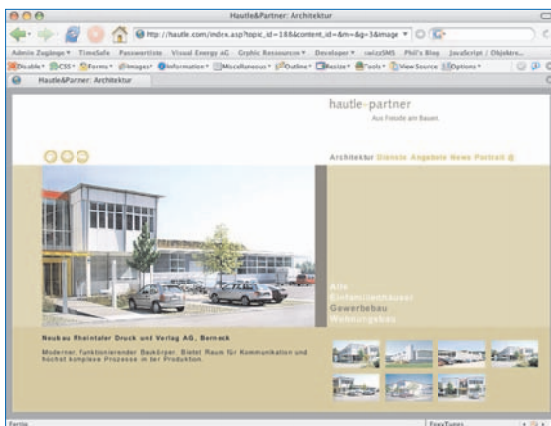 Hautle&Partner: Architektur
http://hautle.com/index.asp?topic_id=188&content_id=&m=&g=3&image
Admin Zugänge TimeSafe Passwortliste Visual Energy AG Graphic Ressourcen Developer swizzSMS Phil's Blog JavaScript / Objektre...
Disable CSS Forms Images Information Miscellaneous Outline Resize Tools View Source Options
Hautle&Parner: Architektur
hautle-partner
Aus Freude am Bauen
Architektur Dienste Angebote News Portrait @
Alle
Einfamilienhäuser
Gewerbebau
Wohnungsbau
Neubau Rheintaler Druck und Verlag AG, Berneck
Moderner, funktionierender Baukörper. Bietet Raum für Kommunikation und
höchst komplexe Prozesse in der Produktion.
Fertig
FoxyTunes